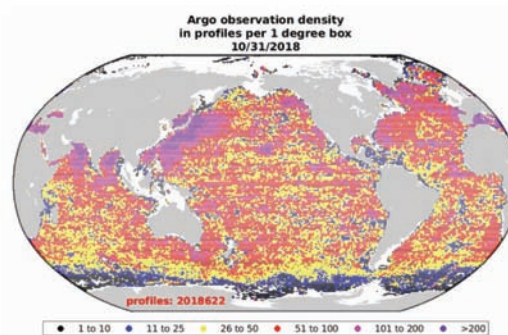 Argo observation density
in profiles per 1 degree box
10/31/2018
profiles: 2018622
1 to 10 11 to 25 26 to 50 51 to 100 101 to 200 >200